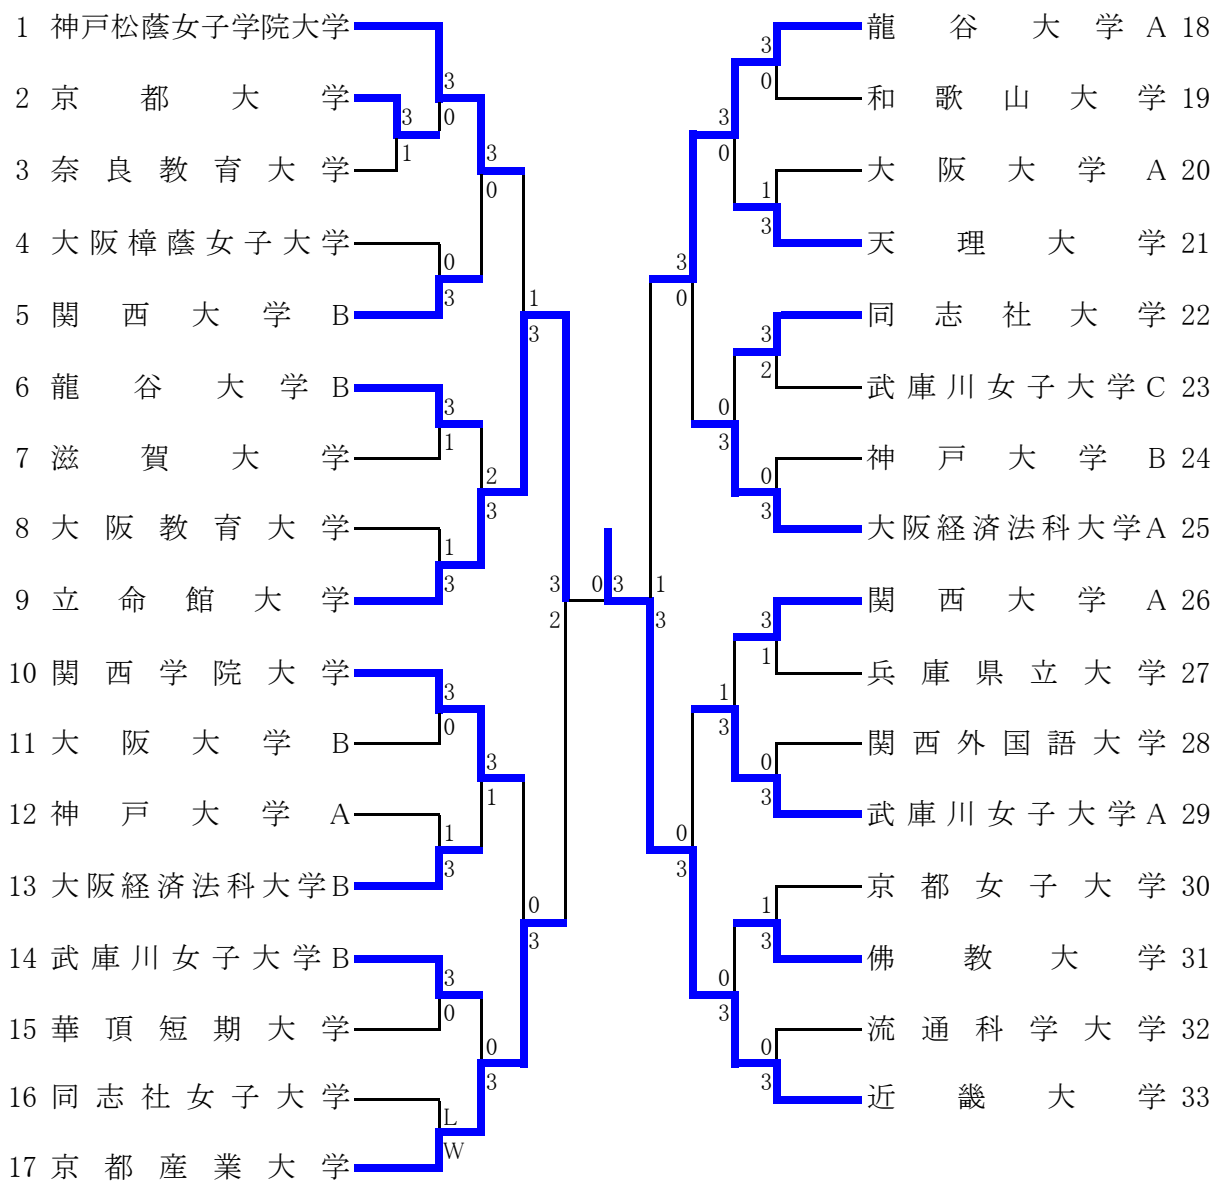 1 神戸松蔭女子学院大学
2 京都大学
3 奈良教育大学
4 大阪樟蔭女子大学
5 関西大学B
6 龍谷大学B
7 滋賀大学
8 大阪教育大学
9 立命館大学
10 関西学院大学
11 大阪大学B
12 神戸大学A
13 大阪経済法科大学B
14 武庫川女子大学B
15 華頂短期大学
16 同志社女子大学
17 京都産業大学
3
0
3
1
3
0
0
3
1
3
3
1
2
3
1
3
3
2
3
0
3
1
1
3
0
3
3
0
0
3
L
W
0 3
龍谷大学A 18
和歌山大学 19
大阪大学A 20
天理大学 21
同志社大学 22
武庫川女子大学C 23
神戸大学B 24
大阪経済法科大学A 25
関西大学A 26
兵庫県立大学 27
関西外国語大学 28
武庫川女子大学A 29
京都女子大学 30
佛教大学 31
流通科学大学 32
近畿大学 33
3
0
3
0
1
3
3
0
3
2
0
3
0
3
1
3
3
1
1
3
0
3
0
3
1
3
0
3
0
3